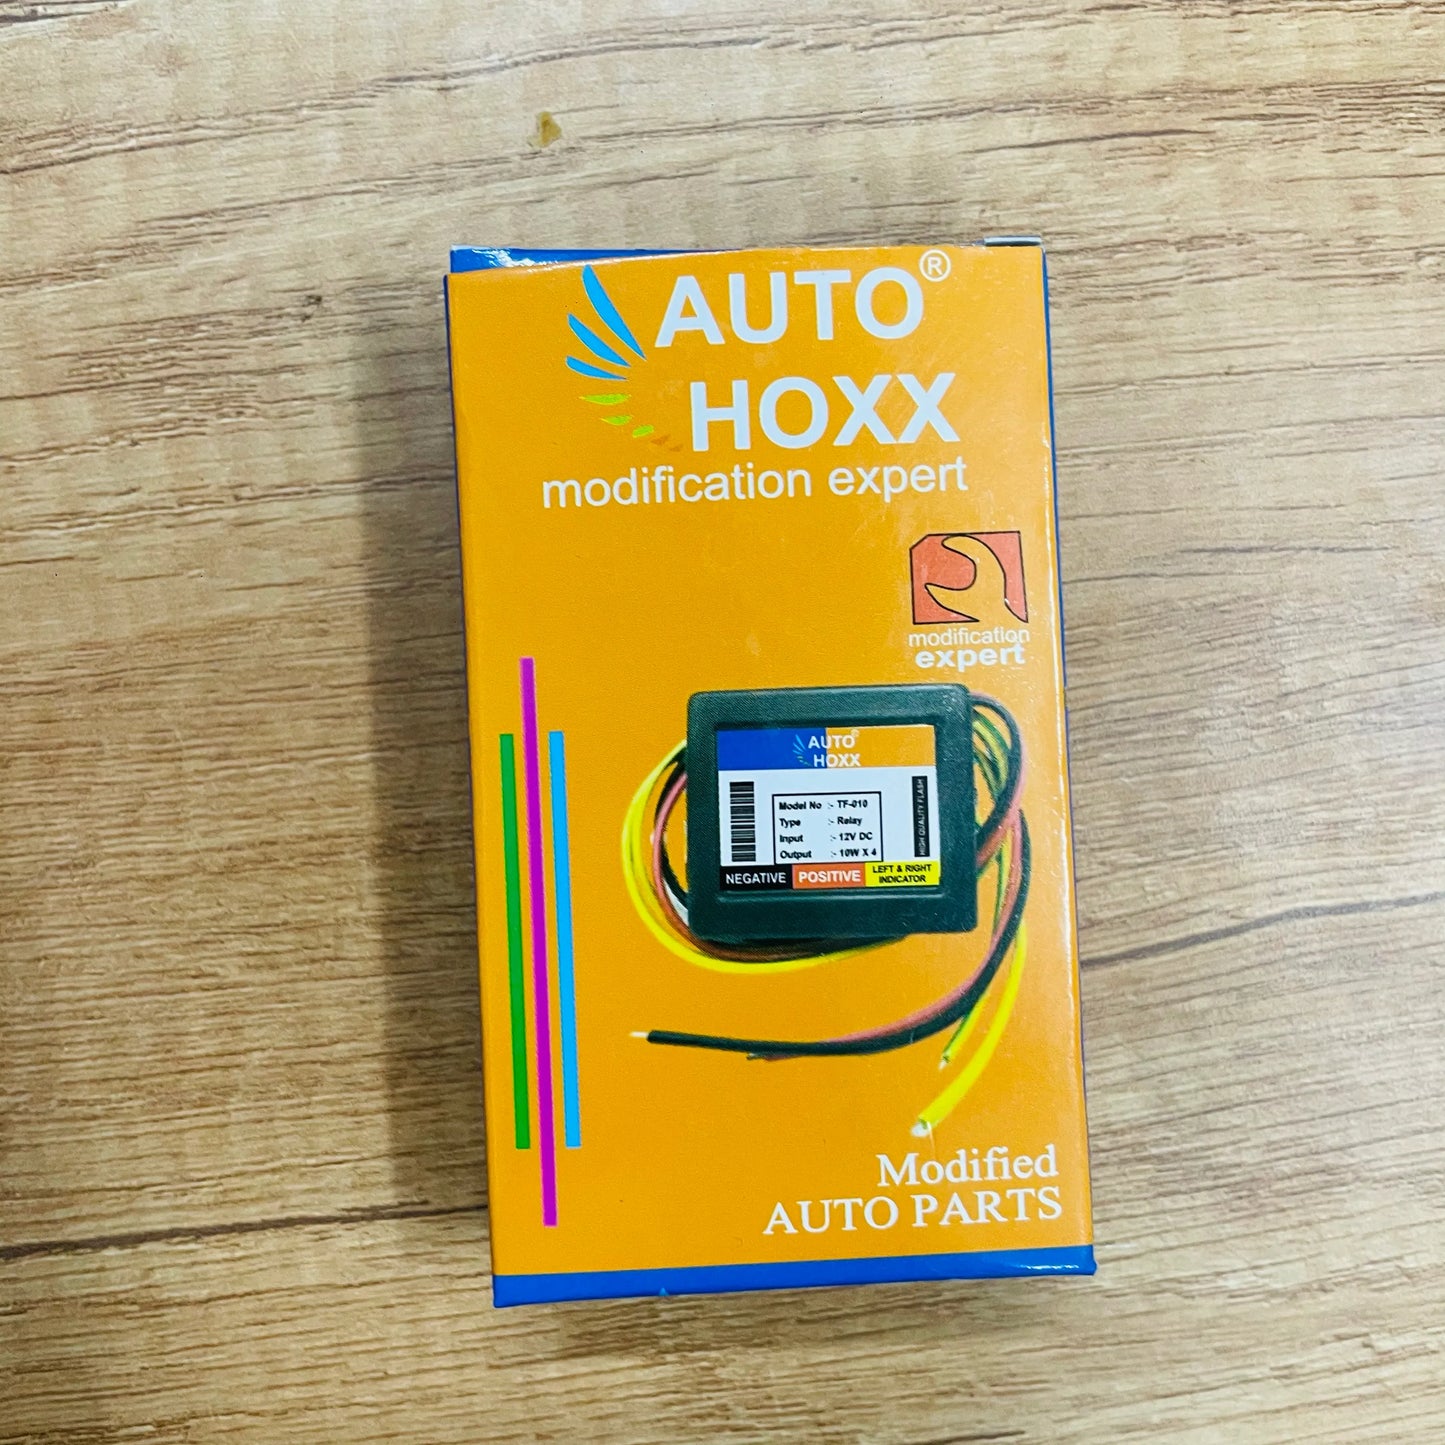 AUTO®
HOXX
modification expert
modification
expert
AUTO®
HOXX
Model No :- TF-010
Type :- Relay
Input :- 12V DC
Output :- 10W X 4
HIGH QUALITY FLASH
NEGATIVE POSITIVE LEFT & RIGHT
INDICATOR
Modified
AUTO PARTS